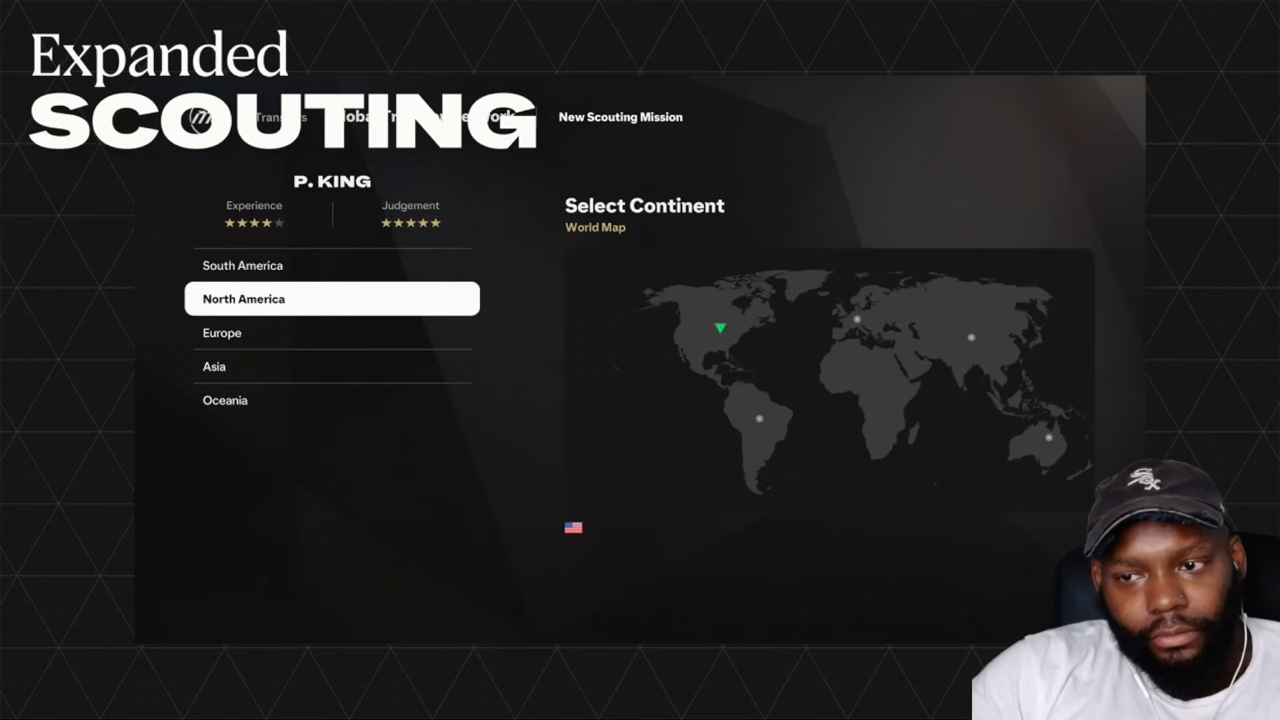 Expanded
SCOUTING
New Scouting Mission
P. KING
Experience
Judgement
Select Continent
World Map
South America
North America
Europe
Asia
Oceania